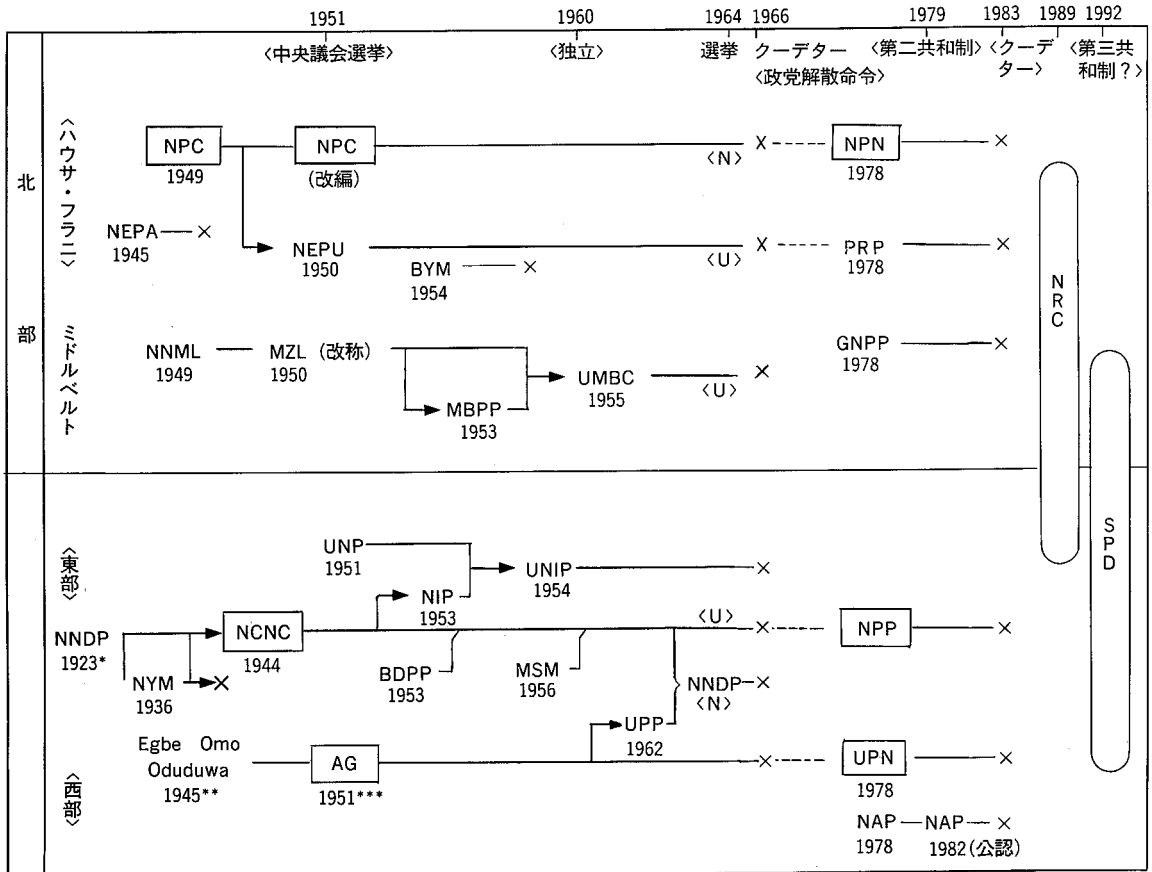 1951 1960 1964 1966 1979 1983 1989 1992
〈中央議会選挙〉 〈独立〉 選挙 クーデター 〈第二共和制〉 〈クーデ 〈第三共
〈政党解散命令〉 ター〉 和制?〉
北
部
〈ハウサ・フラニ〉
NPC NPC × NPN ×
1949 (改編) 〈N〉 1978
NEPA ×
1945
NEPU × PRP ×
1950 〈U〉 1978
BYM ×
1954
ミドルベルト
NNML MZL (改称) × GNPP ×
1949 1950 1978
UMBC
1955 〈U〉
MBPP
1953
NRC
SPD
〈東部〉
UNP
1951
UNIP ×
1954
NIP
1953
NNDP NCNC 〈U〉 × NPP ×
1923* 1944
NYM ×
1936
BDPP MSM NNDP ×
1953 1956 〈N〉
UPP
1962
〈西部〉
Egbe Omo
Oduduwa AG × UPN ×
1945** 1951*** 1978
NAP NAP ×
1978 1982(公認)